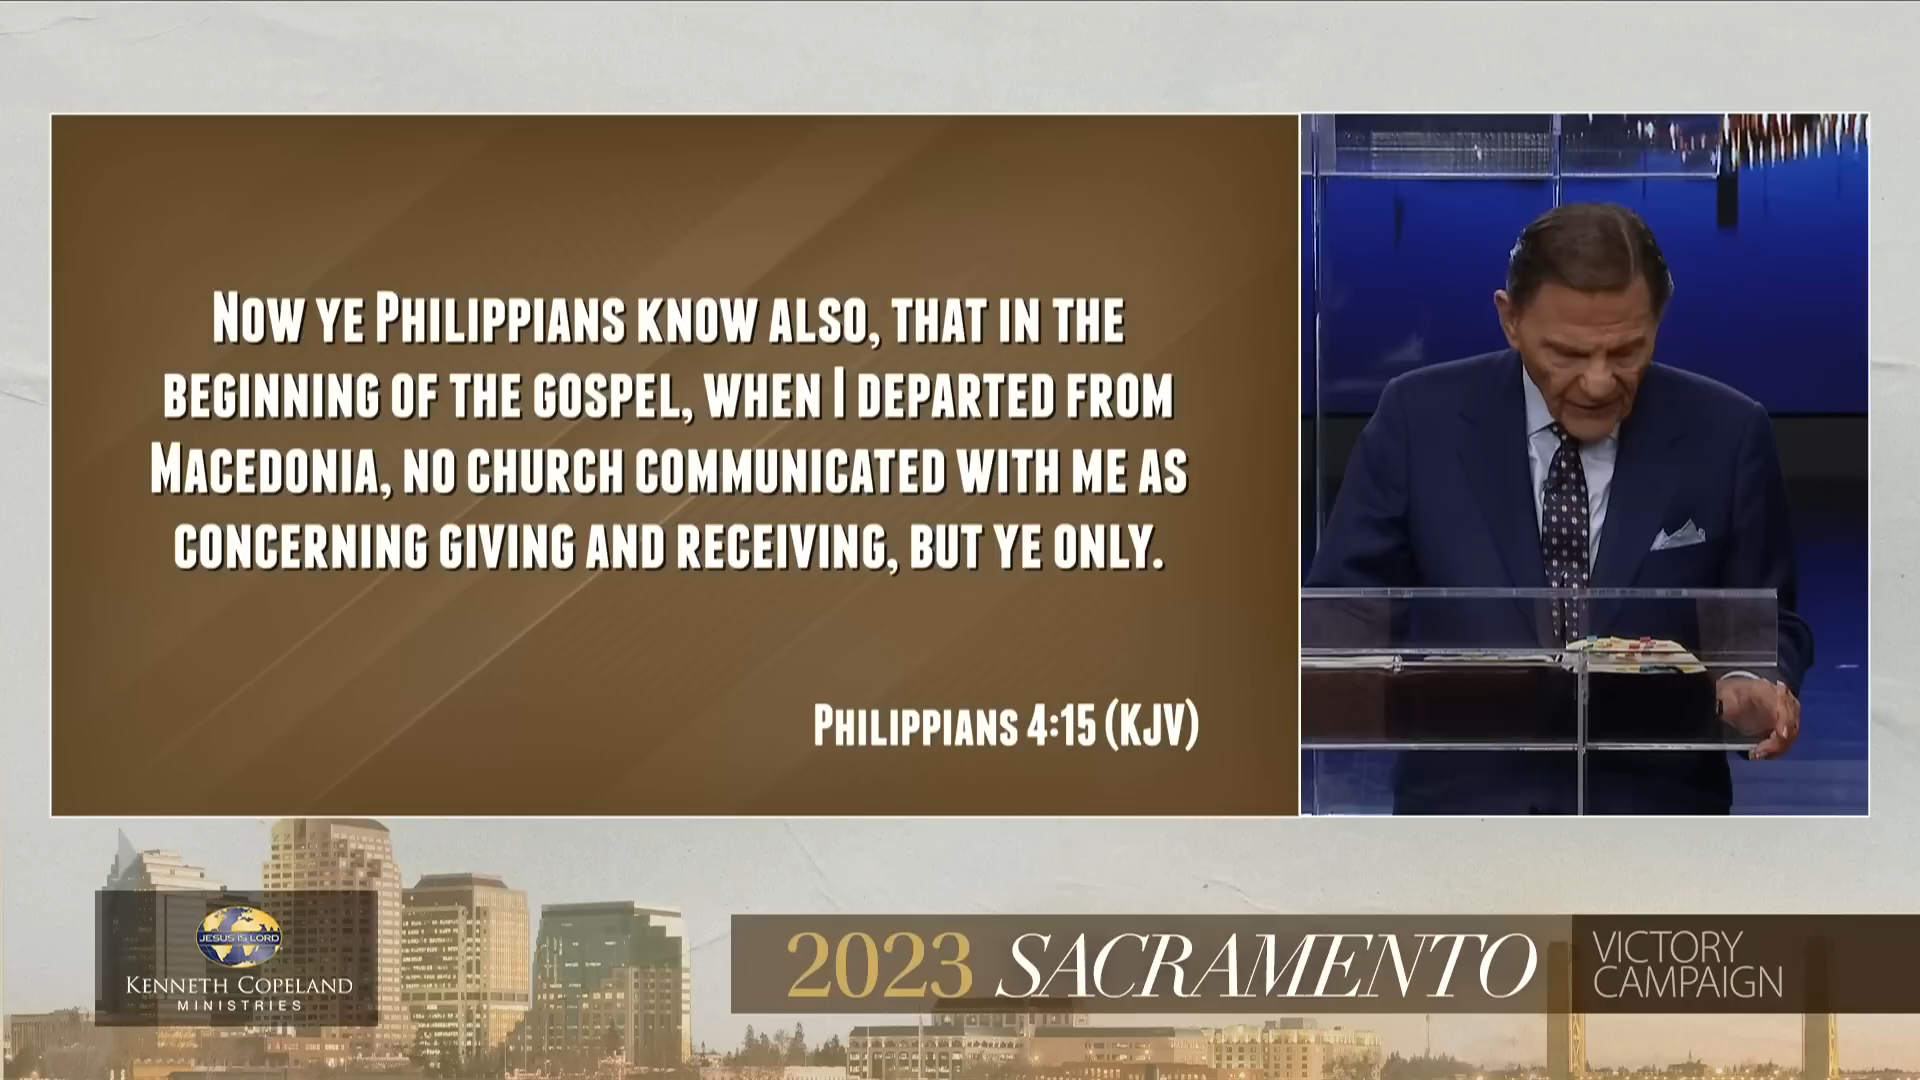 Now ye Philippians know also, that in the
beginning of the gospel, when I departed from
Macedonia, no church communicated with me as
concerning giving and receiving, but ye only.
Philippians 4:15 (KJV)
JESUS IS LORD
Kenneth Copeland
MINISTRIES
2023 SACRAMENTO
VICTORY
CAMPAIGN